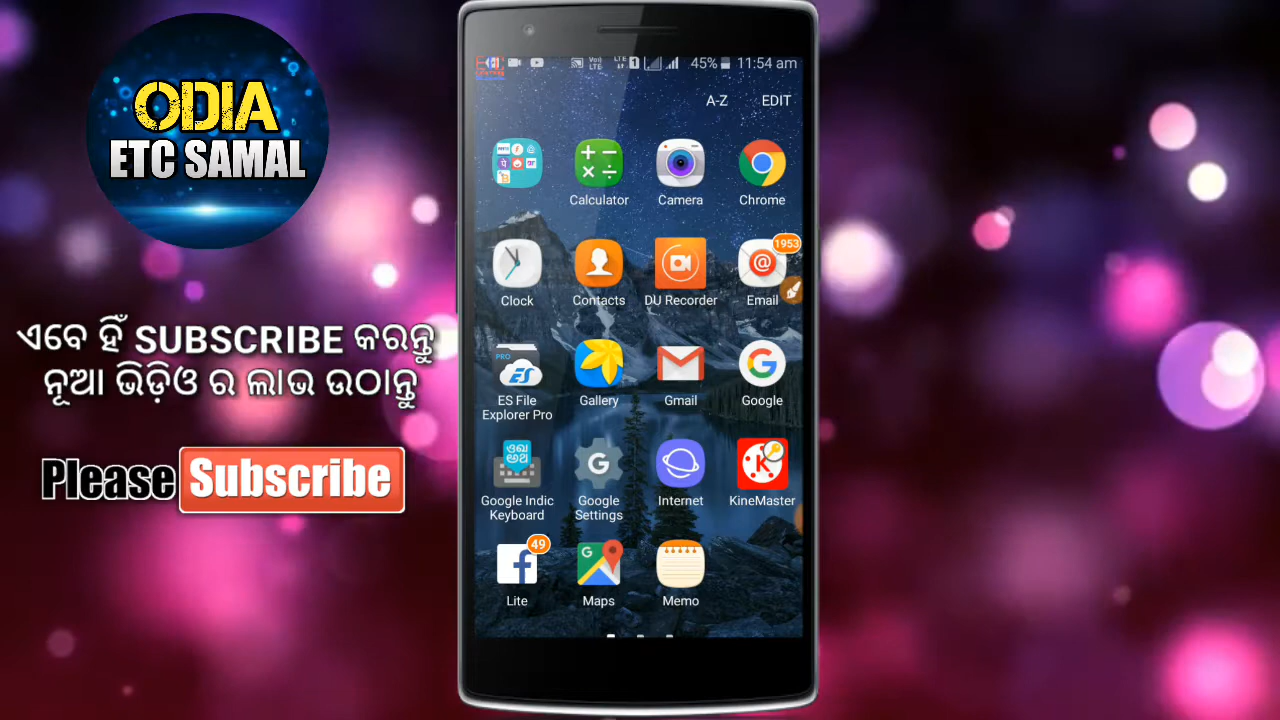 ODIA
ETC SAMAL
ଏବେ ହିଁ SUBSCRIBE କରନ୍ତୁ
ନୂଆ ଭିଡ଼ିଓ ର ଲାଭ ଉଠାନ୍ତୁ
Please Subscribe
45% 11:54 am
A-Z EDIT
Calculator Camera Chrome
1953
Clock Contacts DU Recorder Email
PRO
ES
ES File Explorer Pro Gallery Gmail Google
Google Indic Keyboard Google Settings Internet KineMaster
49
Lite Maps Memo